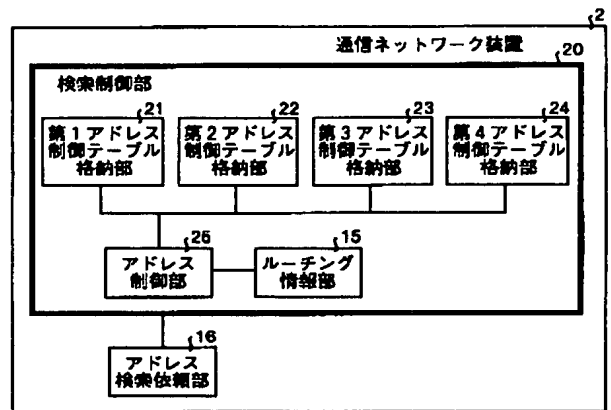 2
通信ネットワーク装置
20
検索制御部
21
第1アドレス
制御テーブル
格納部
22
第2アドレス
制御テーブル
格納部
23
第3アドレス
制御テーブル
格納部
24
第4アドレス
制御テーブル
格納部
25
アドレス
制御部
15
ルーチング
情報部
16
アドレス
検索依頼部